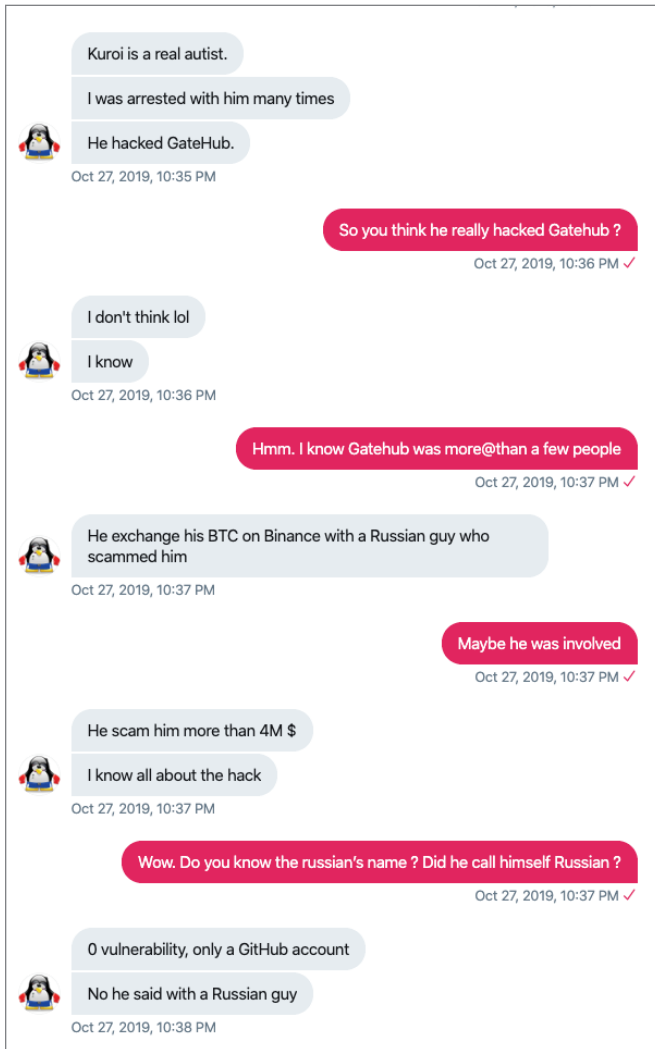 Kuroi is a real autist.
I was arrested with him many times
He hacked GateHub.
Oct 27, 2019, 10:35 PM
So you think he really hacked Gatehub ?
Oct 27, 2019, 10:36 PM ✓
I don't think lol
I know
Oct 27, 2019, 10:36 PM
Hmm. I know Gatehub was more@than a few people
Oct 27, 2019, 10:37 PM ✓
He exchange his BTC on Binance with a Russian guy who
scammed him
Oct 27, 2019, 10:37 PM
Maybe he was involved
Oct 27, 2019, 10:37 PM ✓
He scam him more than 4M $
I know all about the hack
Oct 27, 2019, 10:37 PM
Wow. Do you know the russian's name ? Did he call himself Russian ?
Oct 27, 2019, 10:37 PM ✓
0 vulnerability, only a GitHub account
No he said with a Russian guy
Oct 27, 2019, 10:38 PM